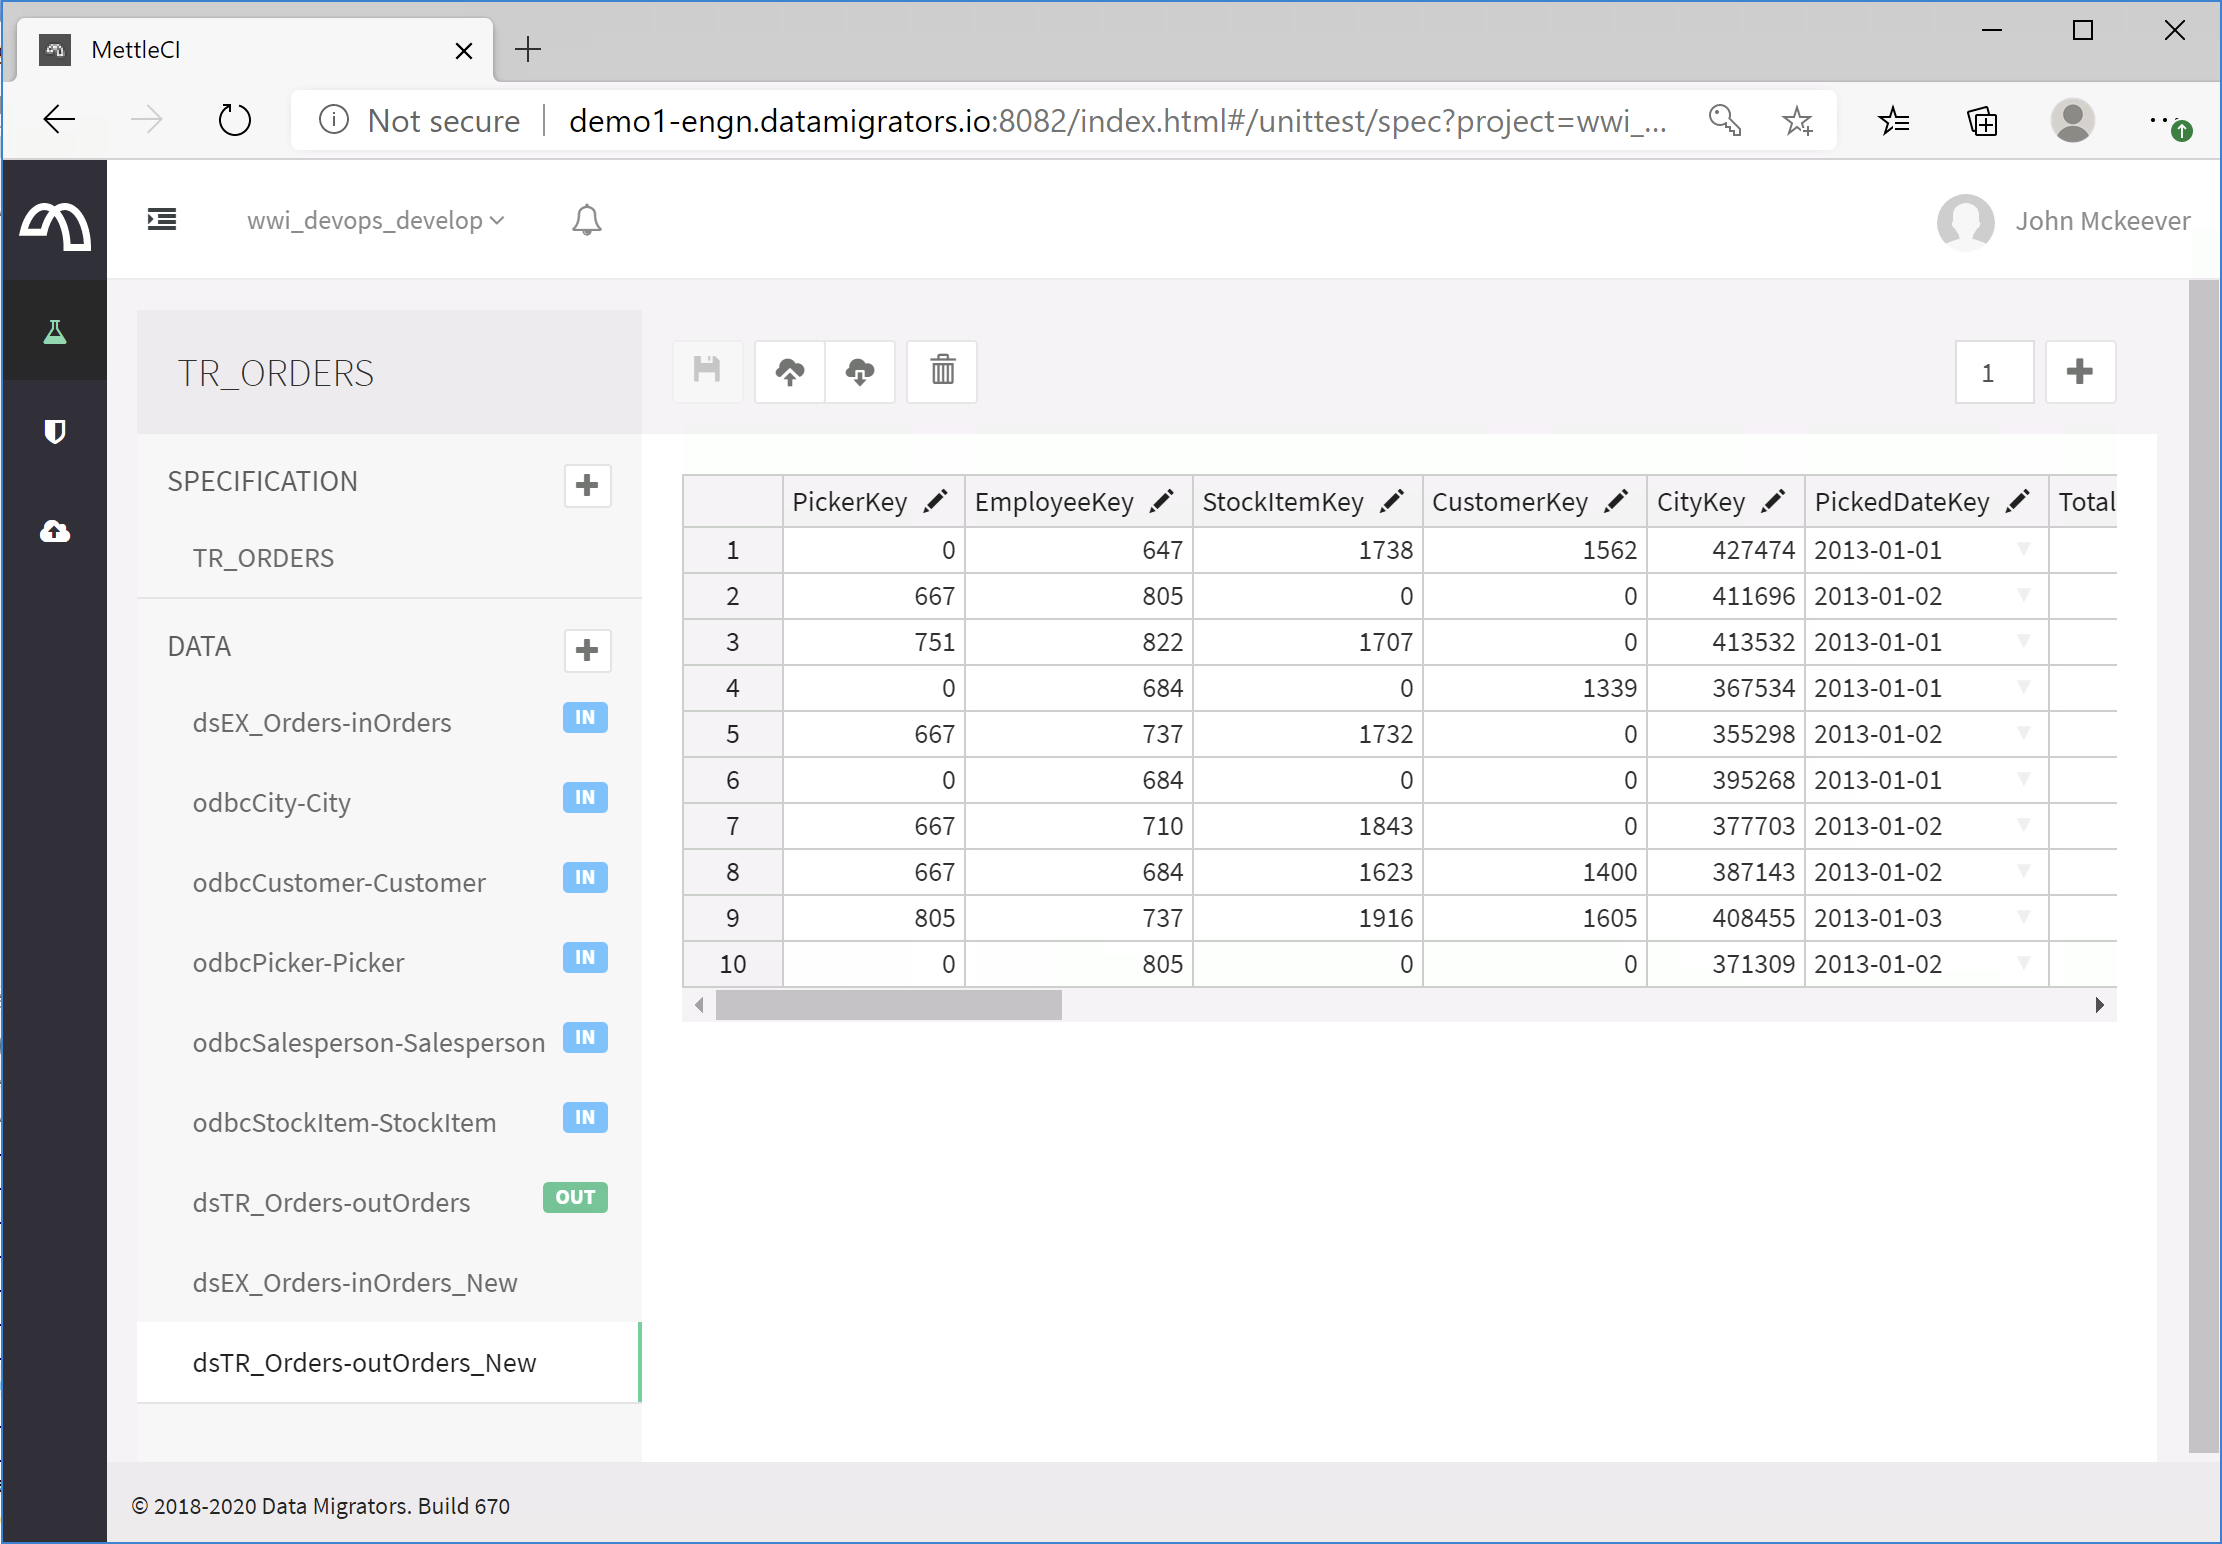 MettleCI
Not secure demo1-engn.datamigrators.io:8082/index.html#/unittest/spec?project=wwi_...
wwi_devops_develop
John Mckeever
TR_ORDERS
1
SPECIFICATION
TR_ORDERS
DATA
dsEX_Orders-inOrders IN
odbcCity-City IN
odbcCustomer-Customer IN
odbcPicker-Picker IN
odbcSalesperson-Salesperson IN
odbcStockItem-StockItem IN
dsTR_Orders-outOrders OUT
dsEX_Orders-inOrders_New
dsTR_Orders-outOrders_New
PickerKey EmployeeKey StockItemKey CustomerKey CityKey PickedDateKey Total
1 0 647 1738 1562 427474 2013-01-01
2 667 805 0 0 411696 2013-01-02
3 751 822 1707 0 413532 2013-01-01
4 0 684 0 1339 367534 2013-01-01
5 667 737 1732 0 355298 2013-01-02
6 0 684 0 0 395268 2013-01-01
7 667 710 1843 0 377703 2013-01-02
8 667 684 1623 1400 387143 2013-01-02
9 805 737 1916 1605 408455 2013-01-03
10 0 805 0 0 371309 2013-01-02
© 2018-2020 Data Migrators. Build 670